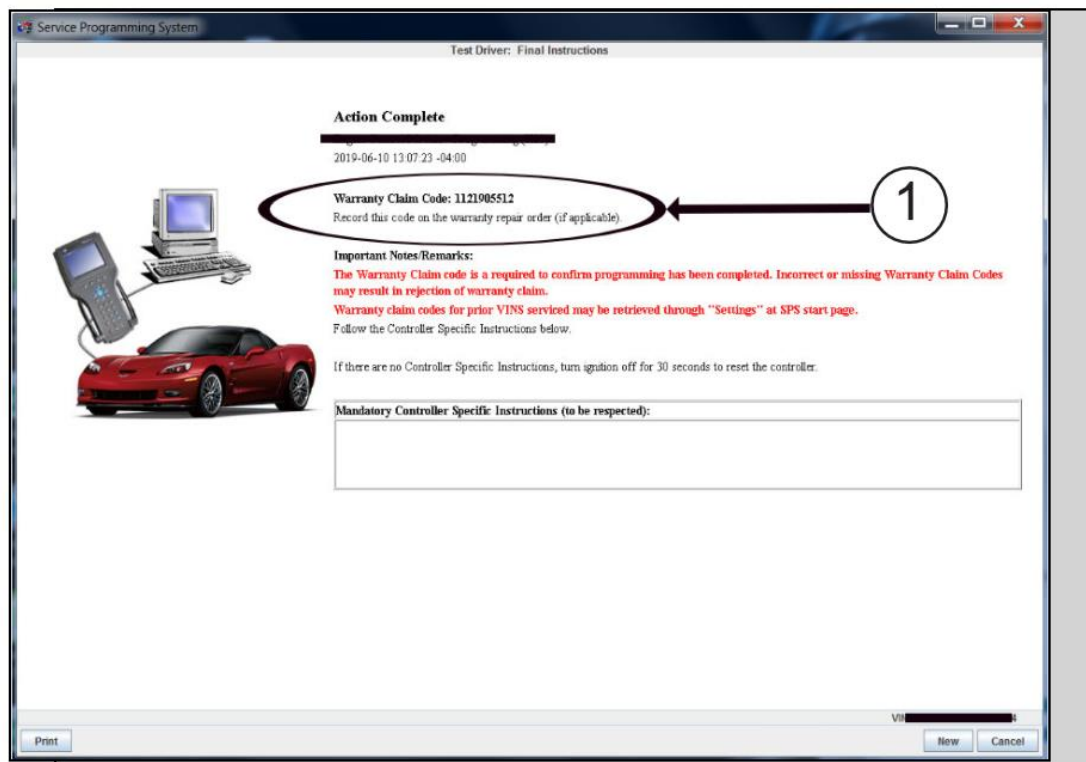 Service Programming System
Test Driver: Final Instructions
Action Complete
2019-06-10 13:07:23 -04:00
Warranty Claim Code: 1121905512
Record this code on the warranty repair order (if applicable).
1
Important Notes/Remarks:
The Warranty Claim code is a required to confirm programming has been completed. Incorrect or missing Warranty Claim Codes
may result in rejection of warranty claim.
Warranty claim codes for prior VINS serviced may be retrieved through "Settings" at SPS start page.
Follow the Controller Specific Instructions below.
If there are no Controller Specific Instructions, turn ignition off for 30 seconds to reset the controller.
Mandatory Controller Specific Instructions (to be respected):
Print
New
Cancel